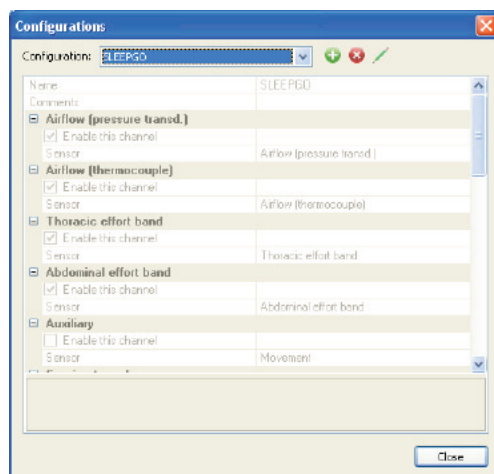 Configurations
Configuration: SLEEPGO
Name SLEEPGO
Comments
Airflow (pressure transd.)
Enable this channel
Sensor Airflow (pressure transd.)
Airflow (thermocouple)
Enable this channel
Sensor Airflow (thermocouple)
Thoracic effort band
Enable this channel
Sensor Thoracic effort band
Abdominal effort band
Enable this channel
Sensor Abdominal effort band
Auxiliary
Enable this channel
Sensor Movement
Close